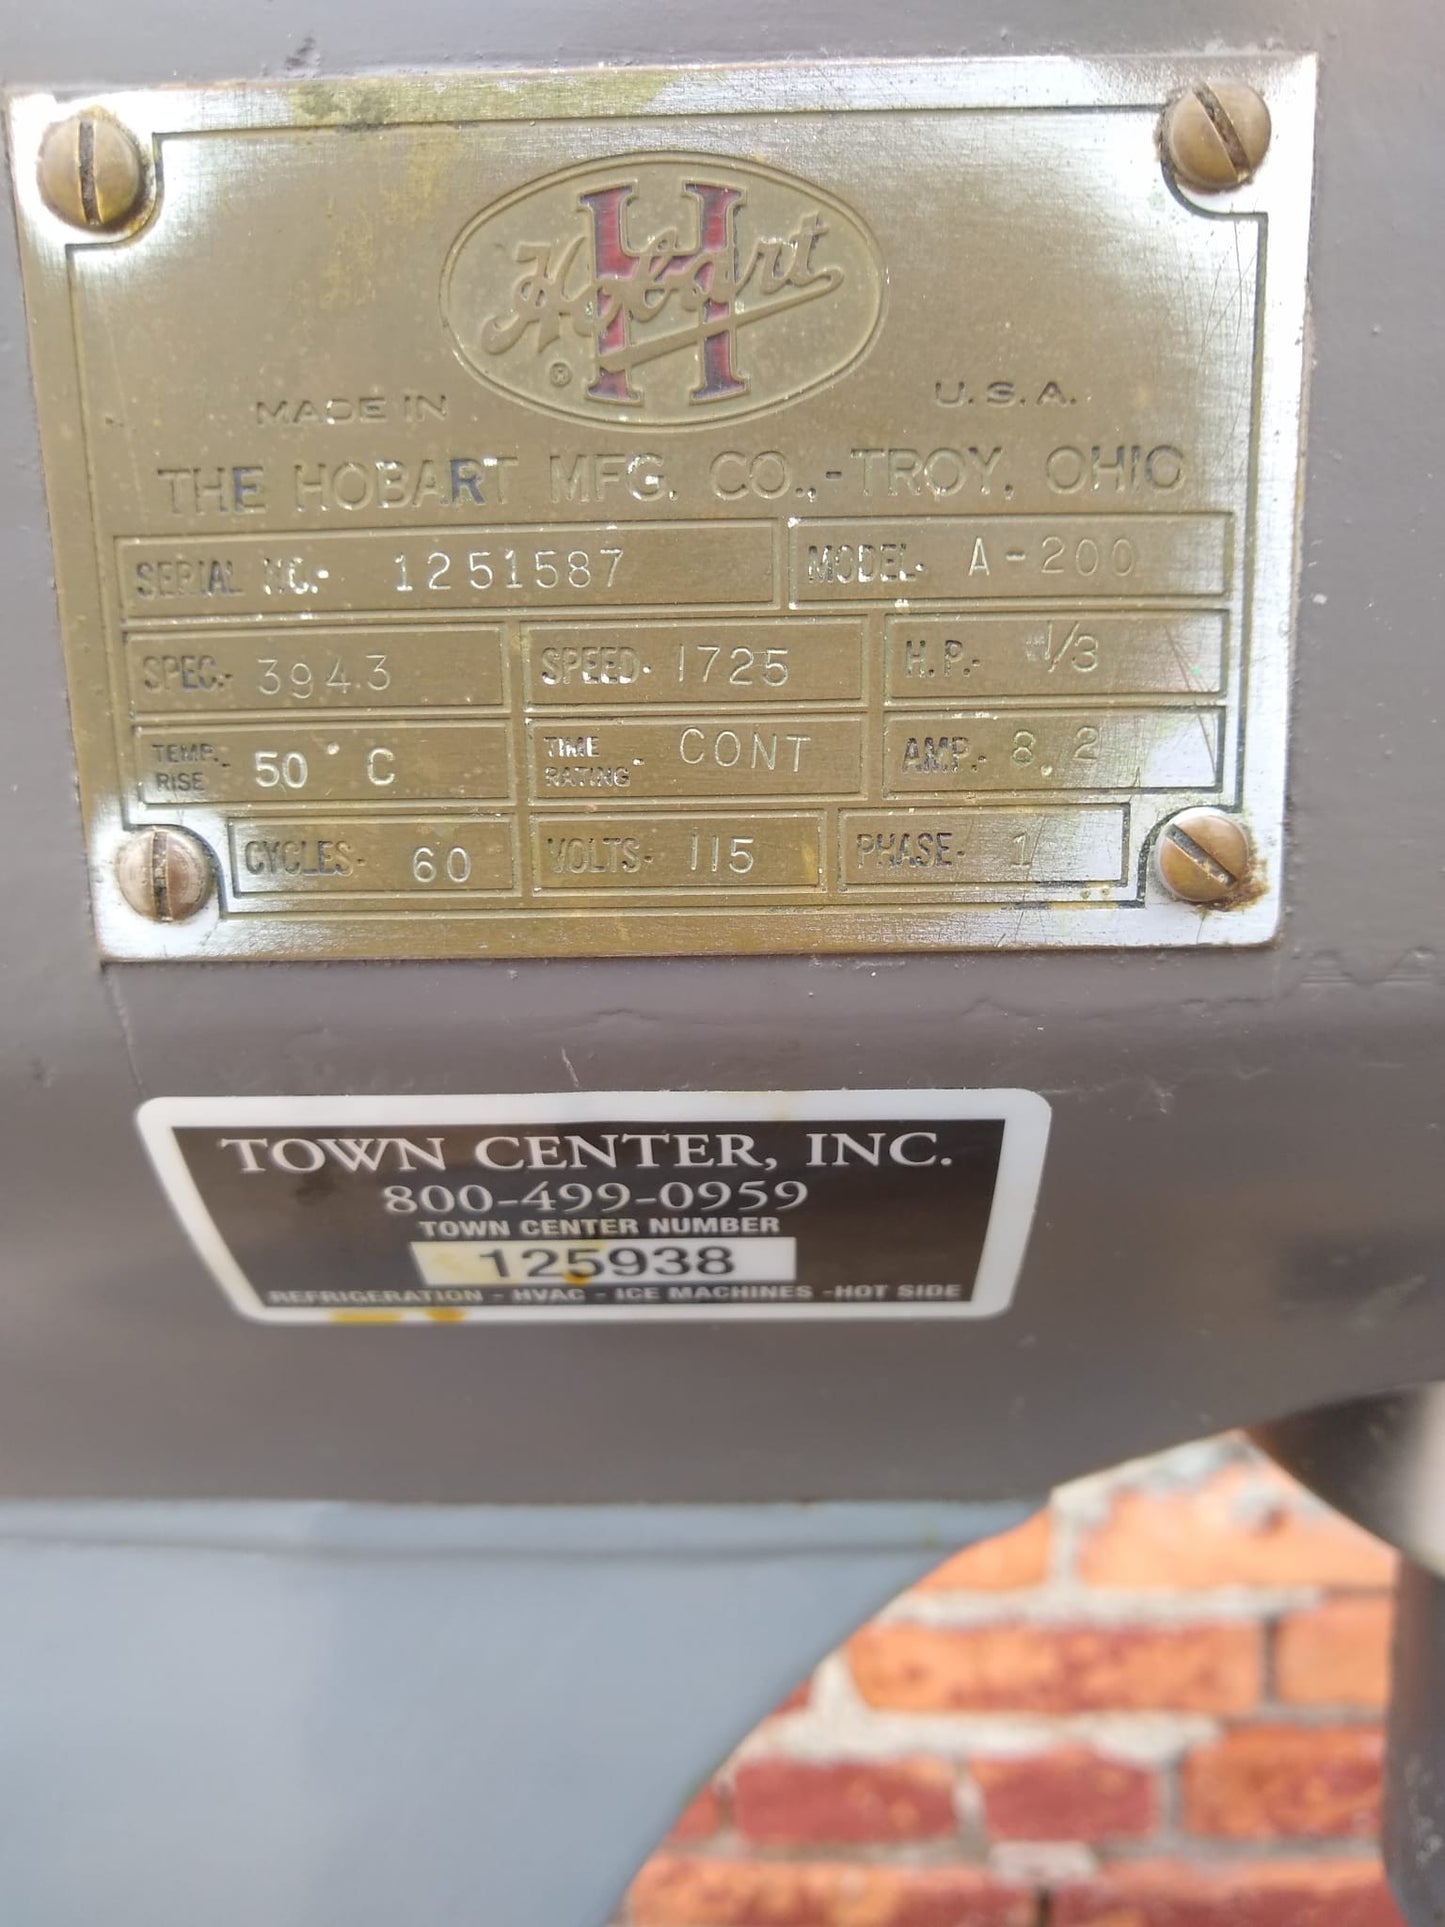 H
Hobart
®
MADE IN U.S.A.
THE HOBART MFG. CO.,-TROY, OHIO
SERIAL NO.- 1251587 MODEL- A-200
SPEC.- 3943 SPEED- 1725 H.P.- 1/3
TEMP. RISE - 50° C TIME RATING - CONT AMP.- 8.2
CYCLES- 60 VOLTS- 115 PHASE- 1
TOWN CENTER, INC.
800-499-0959
TOWN CENTER NUMBER
125938
REFRIGERATION - HVAC - ICE MACHINES -HOT SIDE